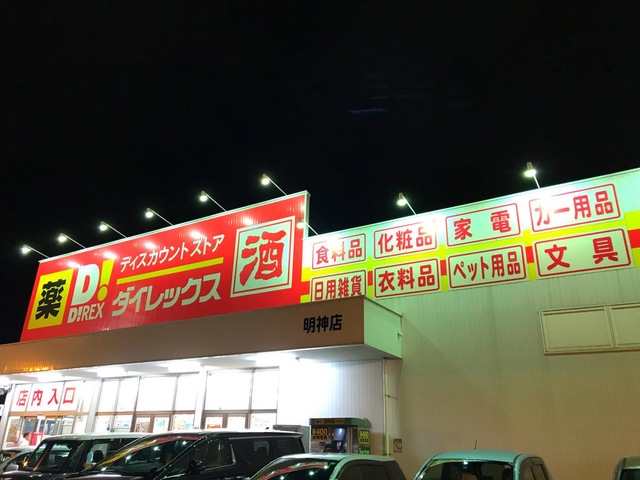 薬
D!
D!REX
ディスカウントストア
ダイレックス
酒
食料品
化粧品
家電
カー用品
日用雑貨
衣料品
ペット用品
文具
明神店
店内入口